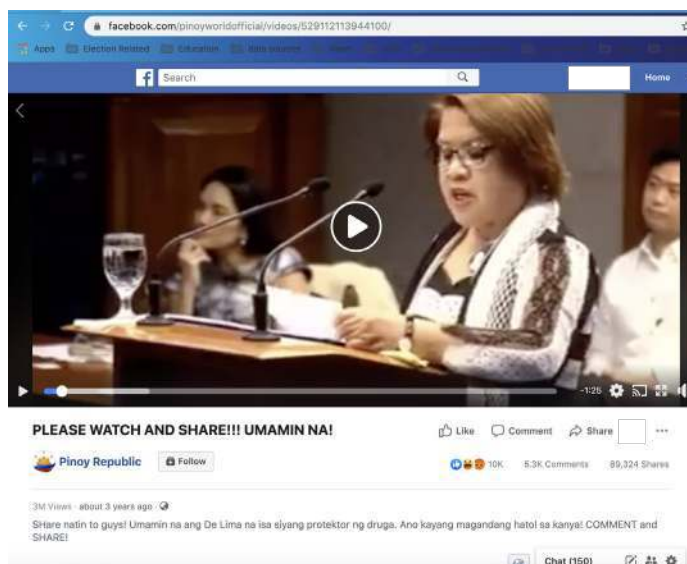 facebook.com/pinoyworldofficial/videos/529112113944100/
Apps Election Related Education
Search
Home
-1:25
PLEASE WATCH AND SHARE!!! UMAMIN NA!
Like Comment Share
Pinoy Republic Follow
10K 5.3K Comments 89,324 Shares
3M Views · about 3 years ago ·
SHare natin to guys! Umamin na ang De Lima na isa siyang protektor ng druga. Ano kayang magandang hatol sa kanya! COMMENT and
SHARE!
Chat (150)